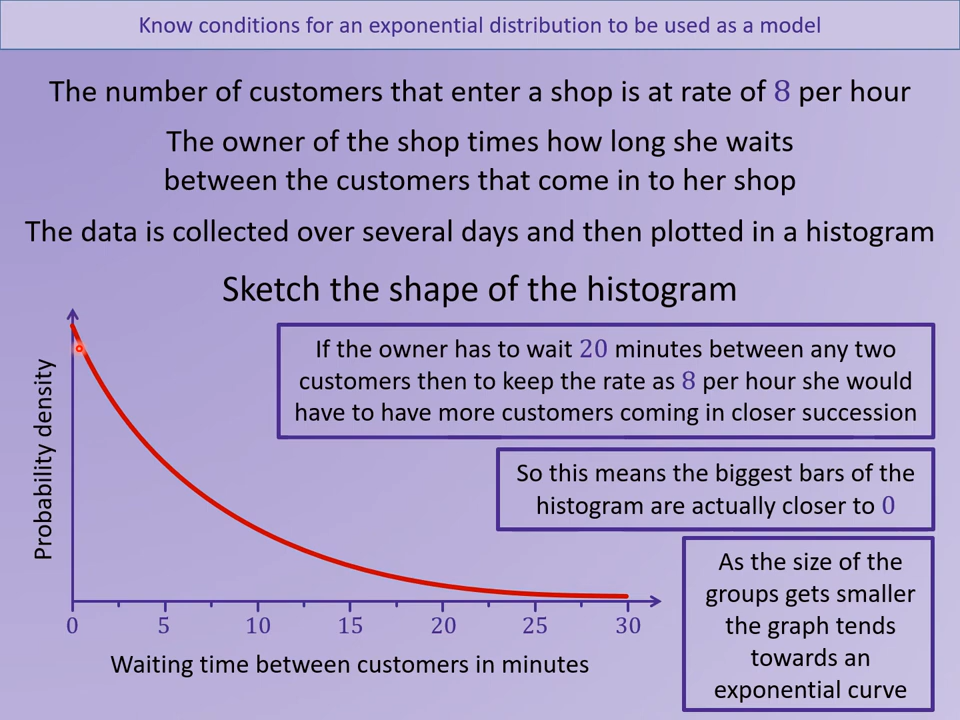 Know conditions for an exponential distribution to be used as a model
The number of customers that enter a shop is at rate of 8 per hour
The owner of the shop times how long she waits
between the customers that come in to her shop
The data is collected over several days and then plotted in a histogram
Sketch the shape of the histogram
If the owner has to wait 20 minutes between any two
customers then to keep the rate as 8 per hour she would
have to have more customers coming in closer succession
So this means the biggest bars of the
histogram are actually closer to 0
As the size of the
groups gets smaller
the graph tends
towards an
exponential curve
Probability density
0 5 10 15 20 25 30
Waiting time between customers in minutes